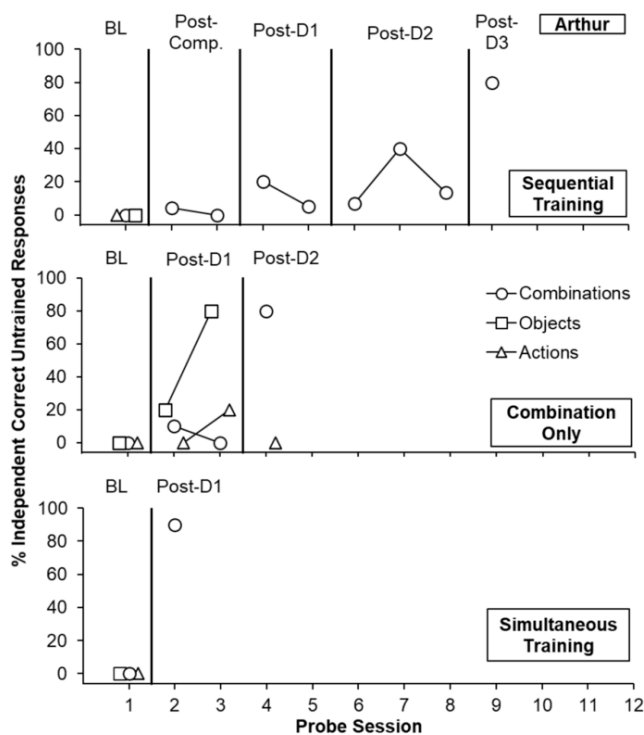 BL
Post-
Comp.
Post-D1
Post-D2
Post-
D3
Arthur
100
80
60
40
20
0
Sequential
Training
BL
Post-D1
Post-D2
100
80
60
40
20
0
Combinations
Objects
Actions
Combination
Only
BL
Post-D1
100
80
60
40
20
0
Simultaneous
Training
1 2 3 4 5 6 7 8 9 10 11 12
Probe Session
% Independent Correct Untrained Responses